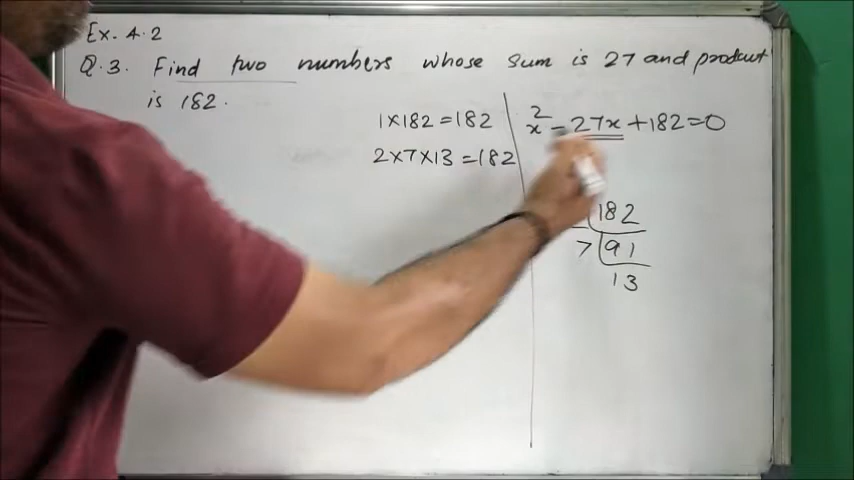 Ex. 4.2
Q.3. Find two numbers whose sum is 27 and product
is 182.
1×182=182
2×7×13=182
x² - 27x + 182=0
182
7 91
13